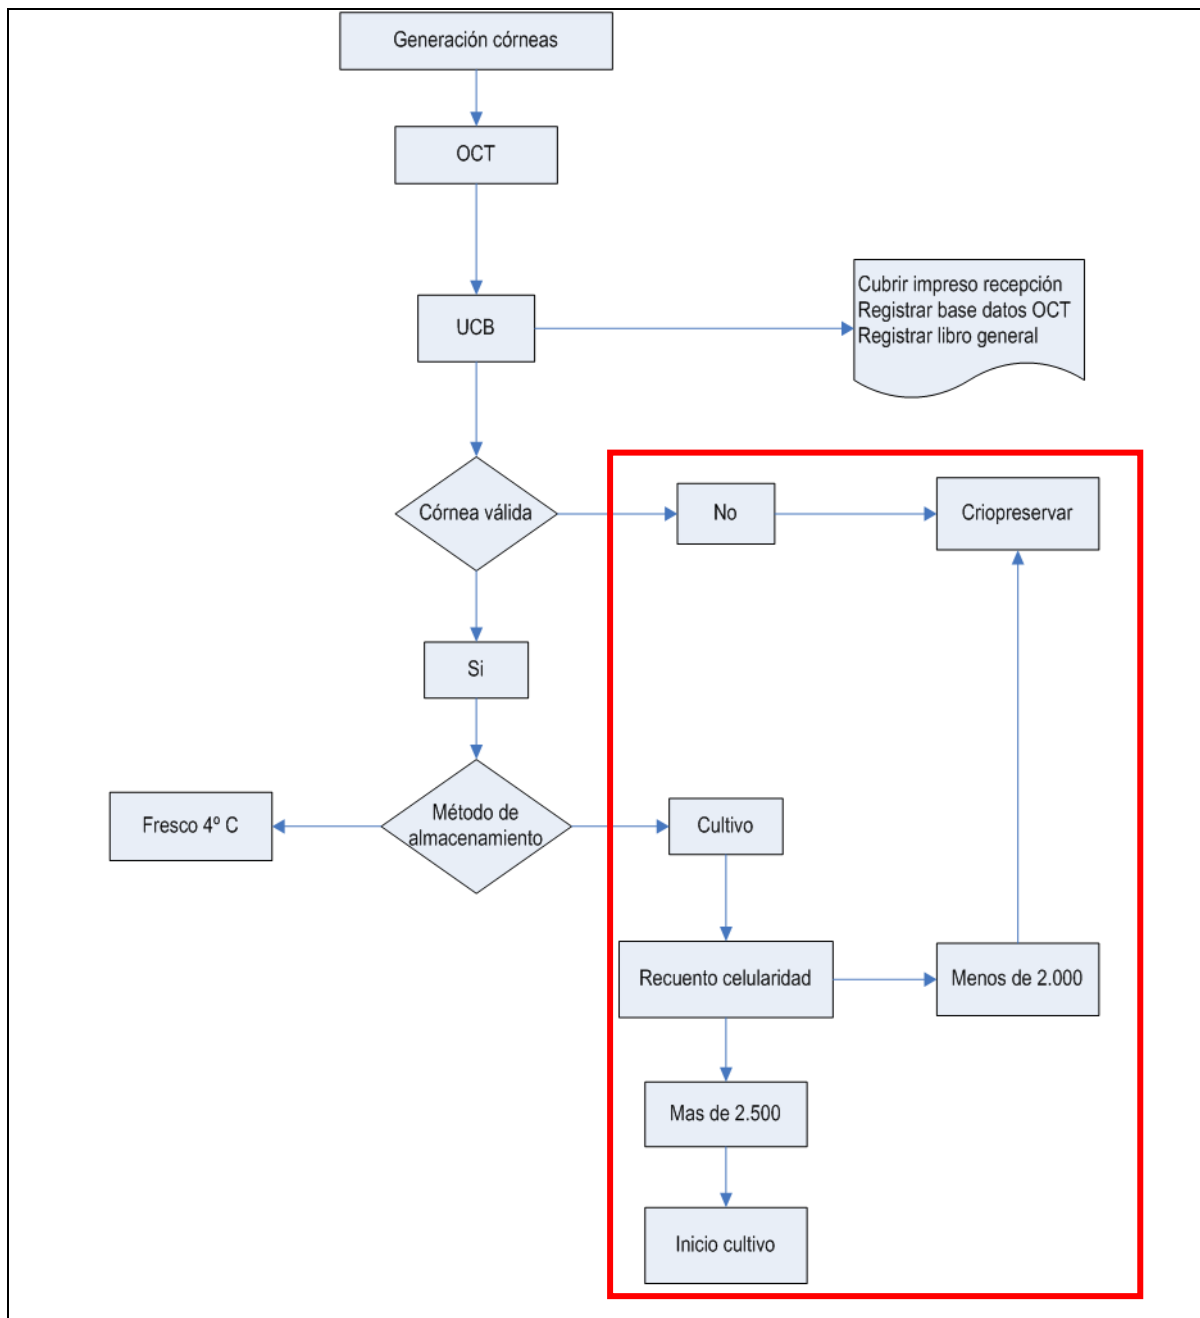 Generación córneas
OCT
UCB
Cubrir impreso recepción
Registrar base datos OCT
Registrar libro general
Córnea válida
No
Criopreservar
Si
Método de
almacenamiento
Fresco 4º C
Cultivo
Recuento celularidad
Menos de 2.000
Mas de 2.500
Inicio cultivo